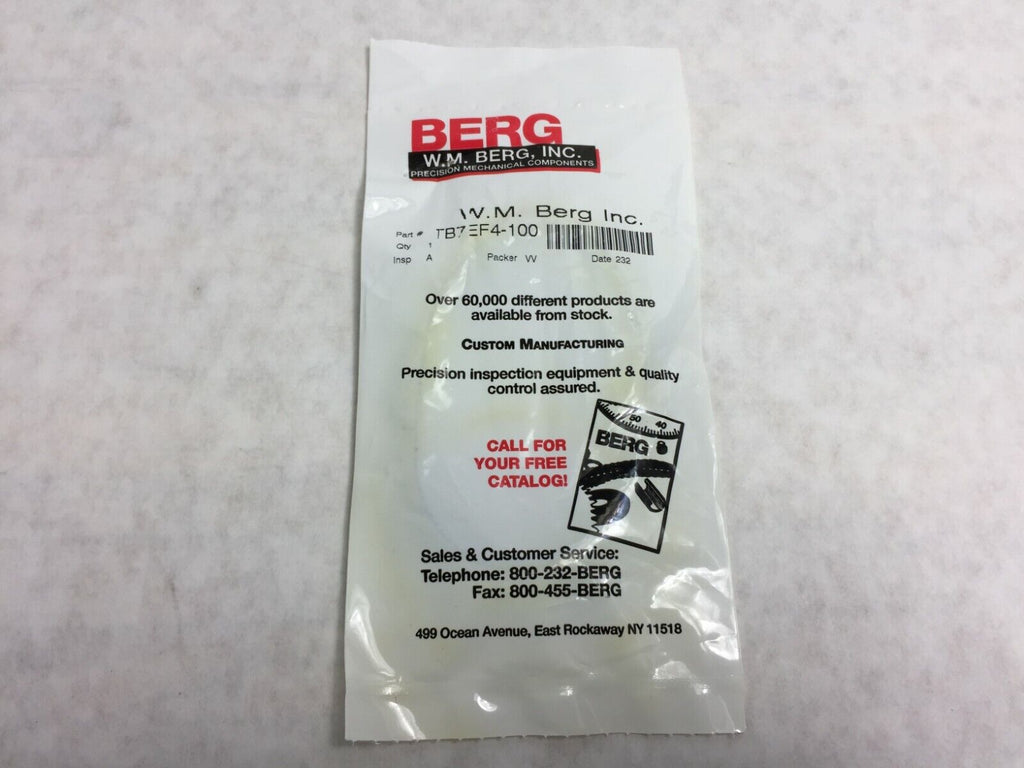 BERG
W.M. BERG, INC.
PRECISION MECHANICAL COMPONENTS
W.M. Berg Inc.
Part # TB7EF4-100
Qty 1
Insp A Packer W Date 232
Over 60,000 different products are
available from stock.
CUSTOM MANUFACTURING
Precision inspection equipment & quality
control assured.
50 40
BERG
CALL FOR
YOUR FREE
CATALOG!
Sales & Customer Service:
Telephone: 800-232-BERG
Fax: 800-455-BERG
499 Ocean Avenue, East Rockaway NY 11518